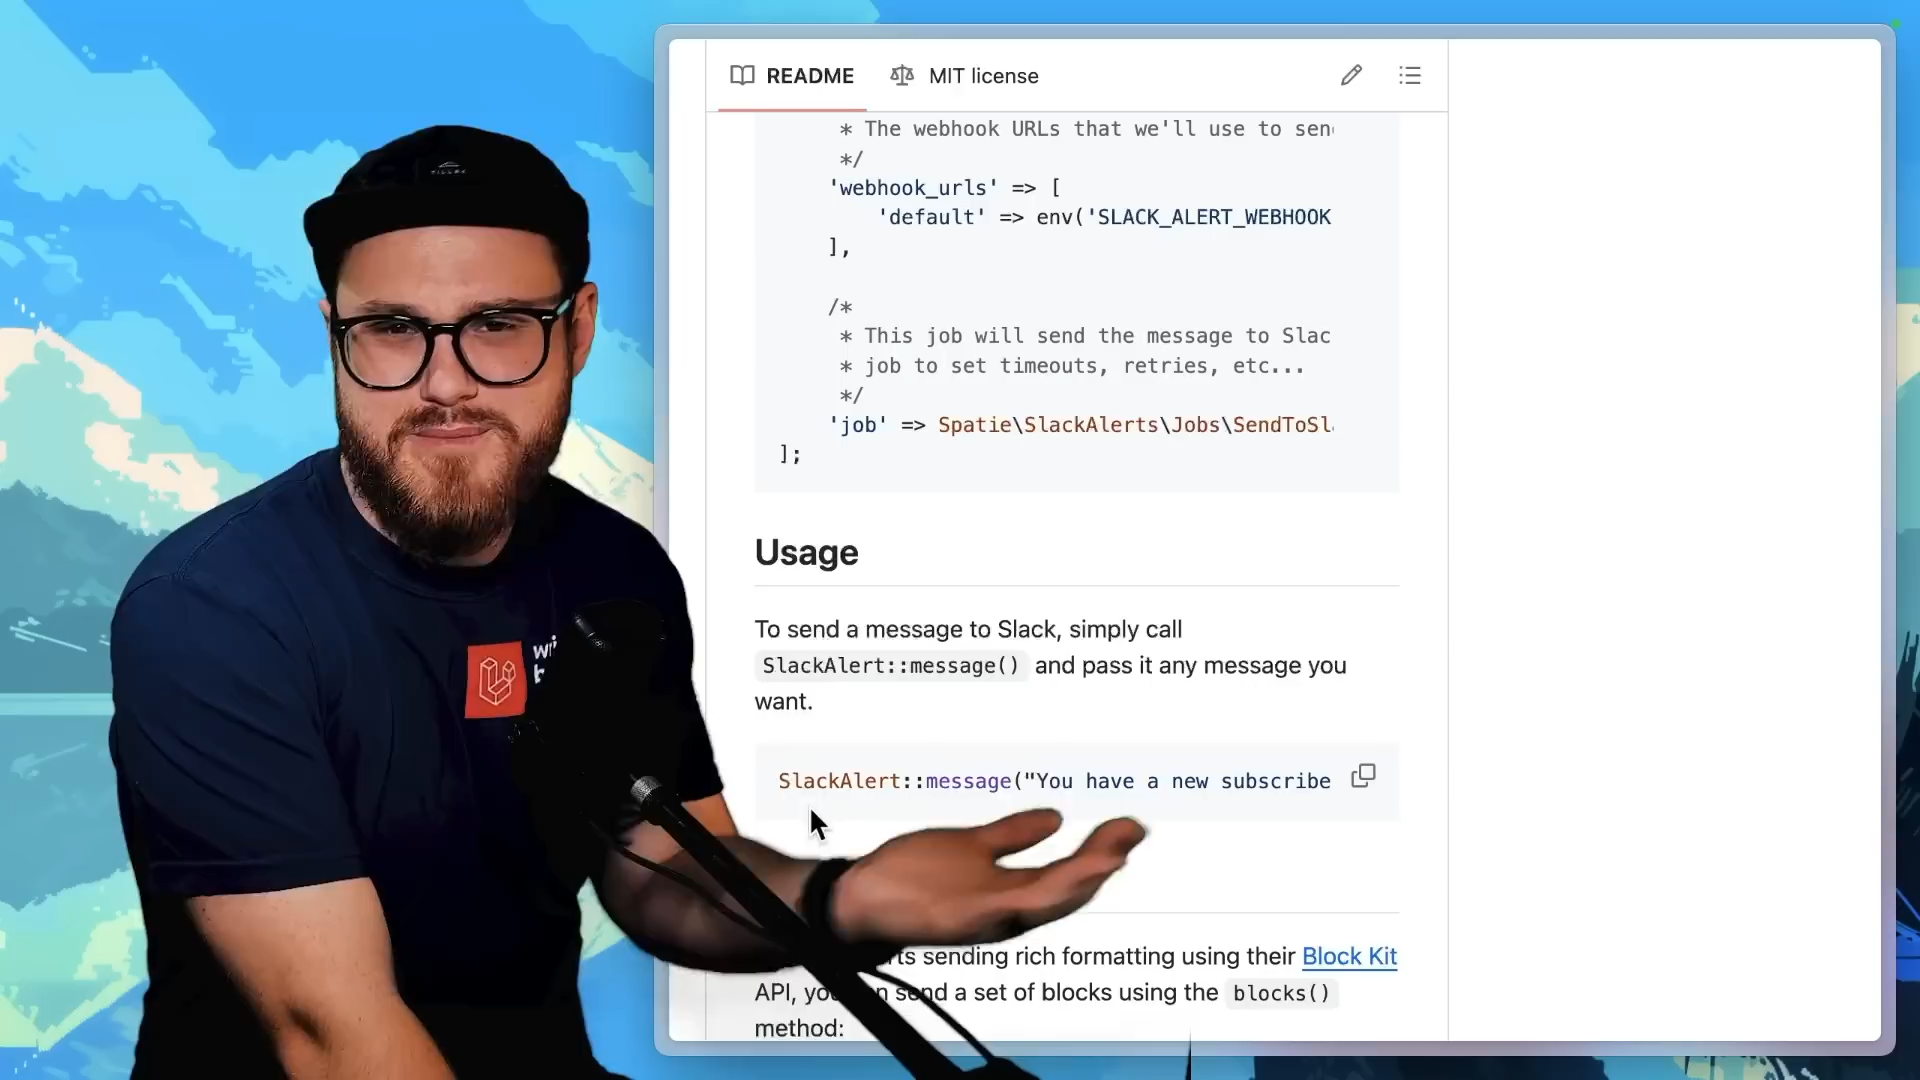 README MIT license
* The webhook URLs that we'll use to sen
*/
'webhook_urls' => [
'default' => env('SLACK_ALERT_WEBHOOK
],
/*
* This job will send the message to Slac
* job to set timeouts, retries, etc...
*/
'job' => Spatie\SlackAlerts\Jobs\SendToSl
];
Usage
To send a message to Slack, simply call
SlackAlert::message() and pass it any message you
want.
SlackAlert::message("You have a new subscribe
sending rich formatting using their Block Kit
API, send a set of blocks using the blocks()
method: